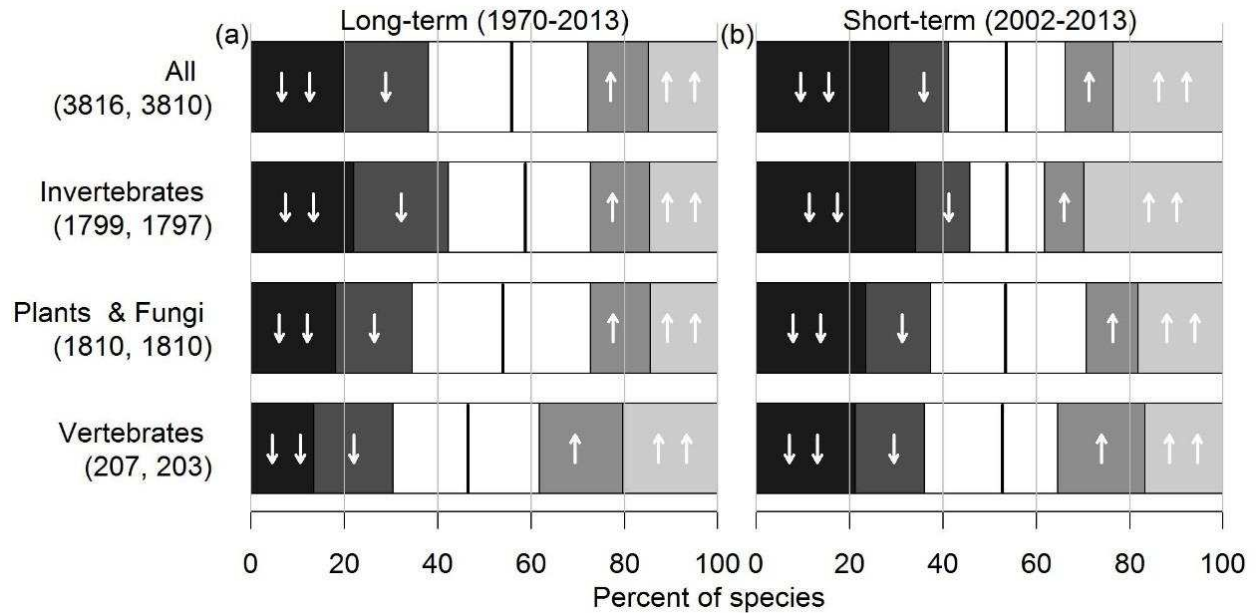 (a) Long-term (1970-2013)
(b) Short-term (2002-2013)
All
(3816, 3810)
Invertebrates
(1799, 1797)
Plants & Fungi
(1810, 1810)
Vertebrates
(207, 203)
0 20 40 60 80 100
0 20 40 60 80 100
Percent of species